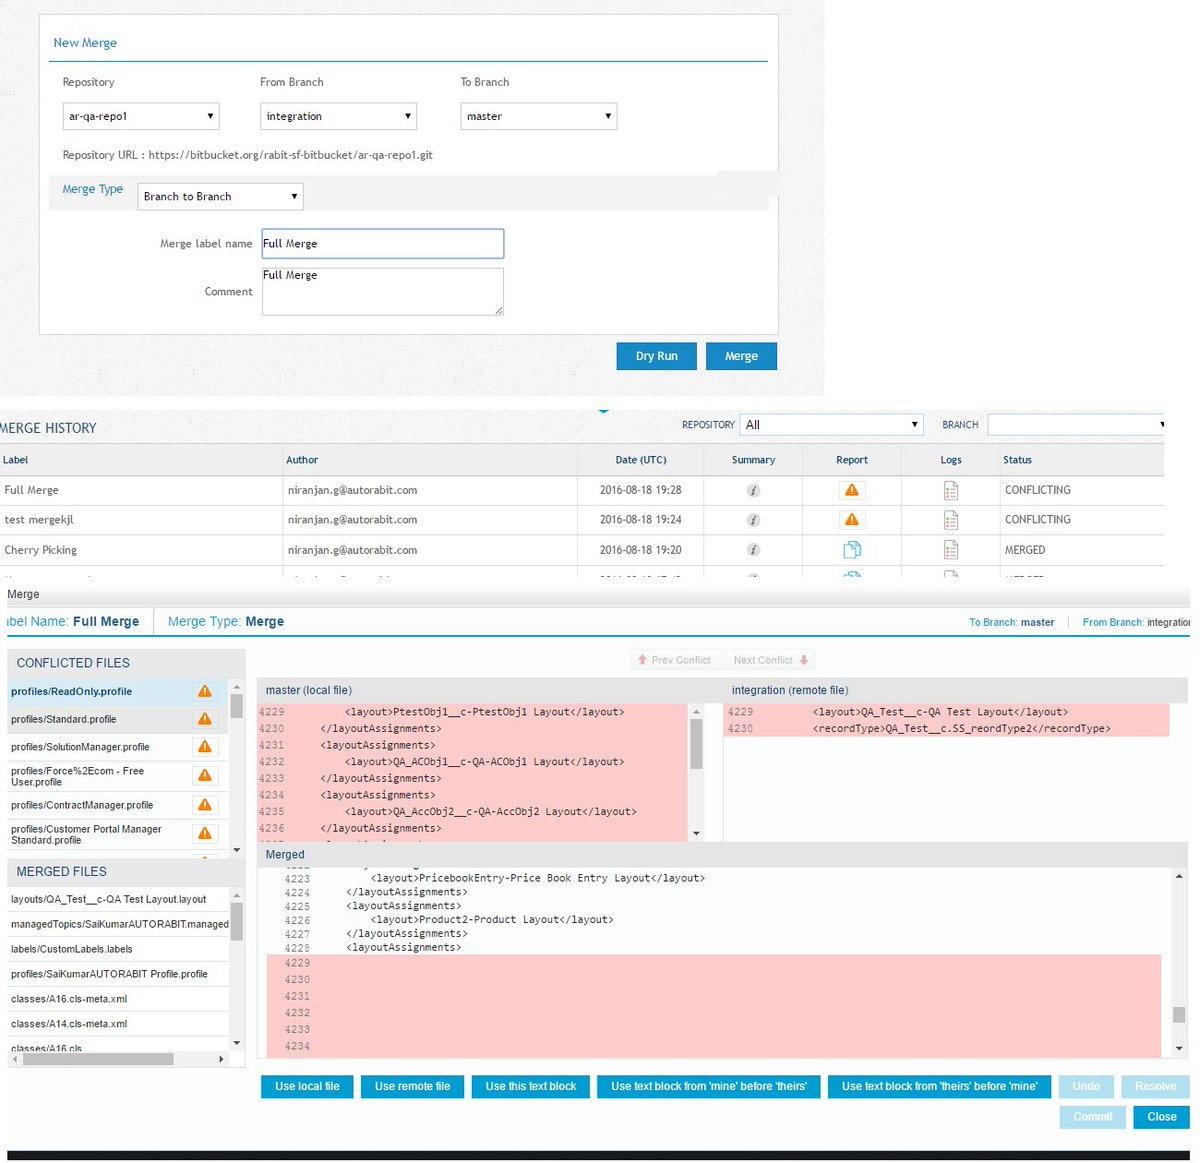 New Merge
Repository From Branch To Branch
ar-qa-repo1 integration master
Repository URL : https://bitbucket.org/rabit-sf-bitbucket/ar-qa-repo1.git
Merge Type Branch to Branch
Merge label name Full Merge
Comment Full Merge
Dry Run Merge
MERGE HISTORY REPOSITORY All BRANCH
Label Author Date (UTC) Summary Report Logs Status
Full Merge niranjan.g@autorabit.com 2016-08-18 19:28 CONFLICTING
test mergekjl niranjan.g@autorabit.com 2016-08-18 19:24 CONFLICTING
Cherry Picking niranjan.g@autorabit.com 2016-08-18 19:20 MERGED
Merge
abel Name: Full Merge Merge Type: Merge To Branch: master From Branch: integration
CONFLICTED FILES
profiles/ReadOnly.profile
profiles/Standard.profile
profiles/SolutionManager.profile
profiles/Force%2Ecom - Free
User.profile
profiles/ContractManager.profile
profiles/Customer Portal Manager
Standard.profile
MERGED FILES
layouts/QA_Test__c-QA Test Layout.layout
managedTopics/SaiKumarAUTORABIT.managed
labels/CustomLabels.labels
profiles/SaiKumarAUTORABIT Profile.profile
classes/A16.cls-meta.xml
classes/A14.cls-meta.xml
classes/A16.cls
Prev Conflict Next Conflict
master (local file)
4229 <layout>PtestObj1__c-PtestObj1 Layout</layout>
4230 </layoutAssignments>
4231 <layoutAssignments>
4232 <layout>QA_ACObj1__c-QA-ACObj1 Layout</layout>
4233 </layoutAssignments>
4234 <layoutAssignments>
4235 <layout>QA_AccObj2__c-QA-AccObj2 Layout</layout>
4236 </layoutAssignments>
integration (remote file)
4229 <layout>QA_Test__c-QA Test Layout</layout>
4230 <recordType>QA_Test__c.SS_reordType2</recordType>
Merged
4223 <layout>PricebookEntry-Price Book Entry Layout</layout>
4224 </layoutAssignments>
4225 <layoutAssignments>
4226 <layout>Product2-Product Layout</layout>
4227 </layoutAssignments>
4228 <layoutAssignments>
4229
4230
4231
4232
4233
4234
Use local file Use remote file Use this text block Use text block from 'mine' before 'theirs' Use text block from 'theirs' before 'mine' Undo Resolve
Commit Close